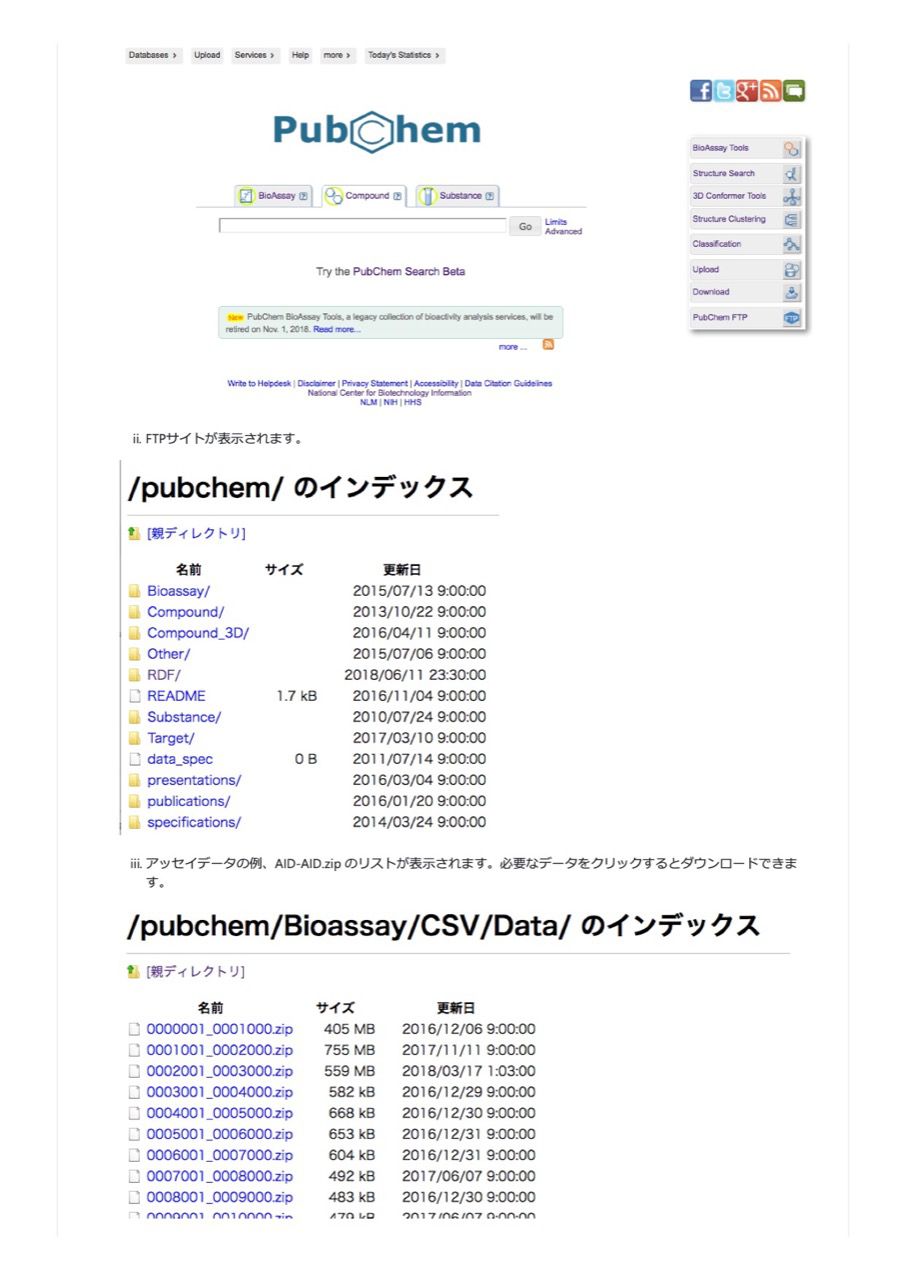 Databases > Upload Services > Help more > Today's Statistics >
PubChem
BioAssay Compound Substance
Go Limits
Advanced
Try the PubChem Search Beta
New PubChem BioAssay Tools, a legacy collection of bioactivity analysis services, will be
retired on Nov. 1, 2018. Read more...
more ...
Write to Helpdesk | Disclaimer | Privacy Statement | Accessibility | Data Citation Guidelines
National Center for Biotechnology Information
NLM | NIH | HHS
BioAssay Tools
Structure Search
3D Conformer Tools
Structure Clustering
Classification
Upload
Download
PubChem FTP FTP
ii. FTPサイトが表示されます。
/pubchem/ のインデックス
[親ディレクトリ]
名前 サイズ 更新日
Bioassay/ 2015/07/13 9:00:00
Compound/ 2013/10/22 9:00:00
Compound_3D/ 2016/04/11 9:00:00
Other/ 2015/07/06 9:00:00
RDF/ 2018/06/11 23:30:00
README 1.7 kB 2016/11/04 9:00:00
Substance/ 2010/07/24 9:00:00
Target/ 2017/03/10 9:00:00
data_spec 0 B 2011/07/14 9:00:00
presentations/ 2016/03/04 9:00:00
publications/ 2016/01/20 9:00:00
specifications/ 2014/03/24 9:00:00
iii. アッセイデータの例、AID-AID.zip のリストが表示されます。必要なデータをクリックするとダウンロードできま
す。
/pubchem/Bioassay/CSV/Data/ のインデックス
[親ディレクトリ]
名前 サイズ 更新日
0000001_0001000.zip 405 MB 2016/12/06 9:00:00
0001001_0002000.zip 755 MB 2017/11/11 9:00:00
0002001_0003000.zip 559 MB 2018/03/17 1:03:00
0003001_0004000.zip 582 kB 2016/12/29 9:00:00
0004001_0005000.zip 668 kB 2016/12/30 9:00:00
0005001_0006000.zip 653 kB 2016/12/31 9:00:00
0006001_0007000.zip 604 kB 2016/12/31 9:00:00
0007001_0008000.zip 492 kB 2017/06/07 9:00:00
0008001_0009000.zip 483 kB 2016/12/30 9:00:00
0009001_0010000.zip 479 kB 2017/06/07 9:00:00